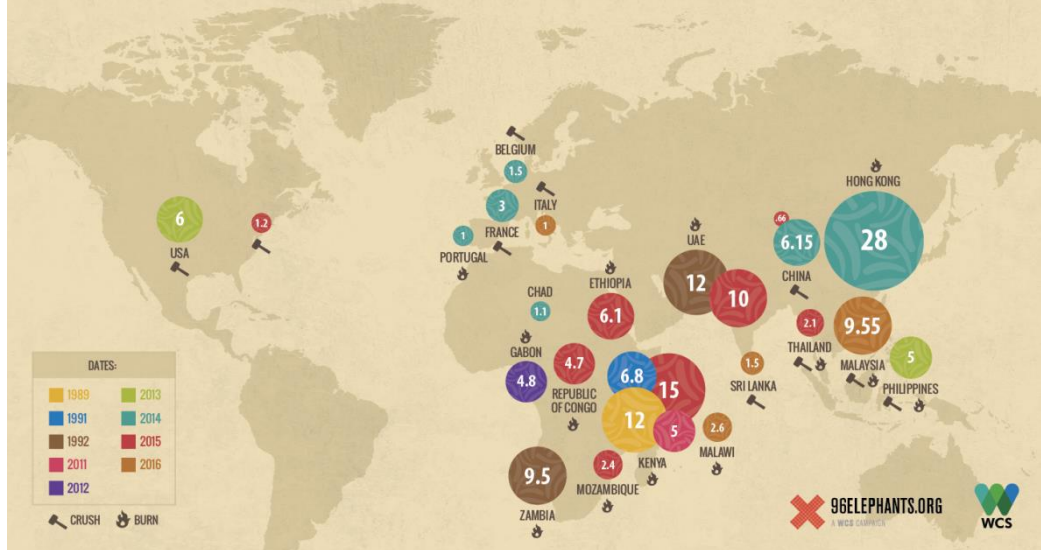 BELGIUM
1.5
ITALY
1
3
FRANCE
1
PORTUGAL
6
USA
1.2
HONG KONG
28
.66
6.15
CHINA
UAE
12
10
ETHIOPIA
6.1
CHAD
1.1
GABON
4.8
4.7
REPUBLIC
OF CONGO
6.8
15
12
5
KENYA
2.6
MALAWI
2.4
MOZAMBIQUE
9.5
ZAMBIA
1.5
SRI LANKA
2.1
THAILAND
9.55
MALAYSIA
5
PHILIPPINES
DATES:
1989
2013
1991
2014
1992
2015
2011
2016
2012
CRUSH
BURN
96ELEPHANTS.ORG
A WCS CAMPAIGN
WCS